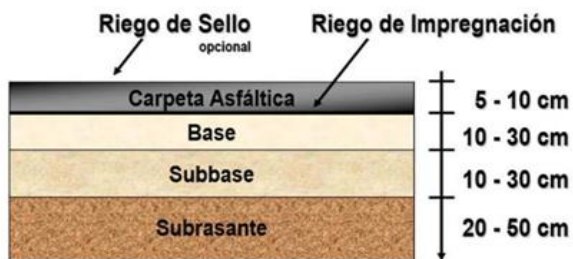 Riego de Sello
opcional
Riego de Impregnación
Carpeta Asfáltica
5 - 10 cm
Base
10 - 30 cm
Subbase
10 - 30 cm
Subrasante
20 - 50 cm